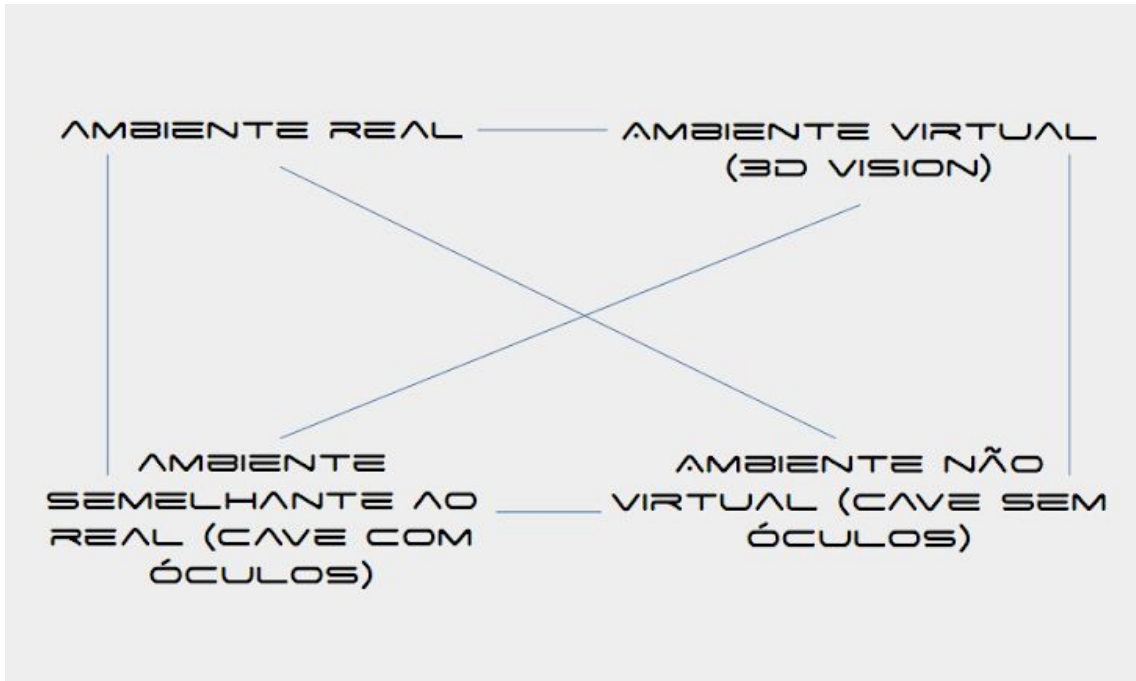 AMBIENTE REAL
AMBIENTE VIRTUAL
(3D VISION)
AMBIENTE
SEMELHANTE AO
REAL (CAVE COM
ÓCULOS)
AMBIENTE NÃO
VIRTUAL (CAVE SEM
ÓCULOS)